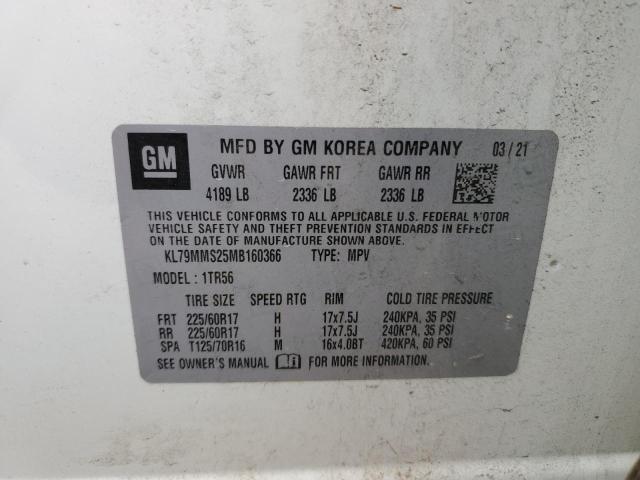 GM MFD BY GM KOREA COMPANY 03/21
GVWR GAWR FRT GAWR RR
4189 LB 2336 LB 2336 LB
THIS VEHICLE CONFORMS TO ALL APPLICABLE U.S. FEDERAL MOTOR
VEHICLE SAFETY AND THEFT PREVENTION STANDARDS IN EFFECT ON
THE DATE OF MANUFACTURE SHOWN ABOVE.
KL79MMS25MB160366 TYPE: MPV
MODEL : 1TR56
TIRE SIZE SPEED RTG RIM COLD TIRE PRESSURE
FRT 225/60R17 H 17x7.5J 240KPA, 35 PSI
RR 225/60R17 H 17x7.5J 240KPA, 35 PSI
SPA T125/70R16 M 16x4.0BT 420KPA, 60 PSI
SEE OWNER'S MANUAL FOR MORE INFORMATION.